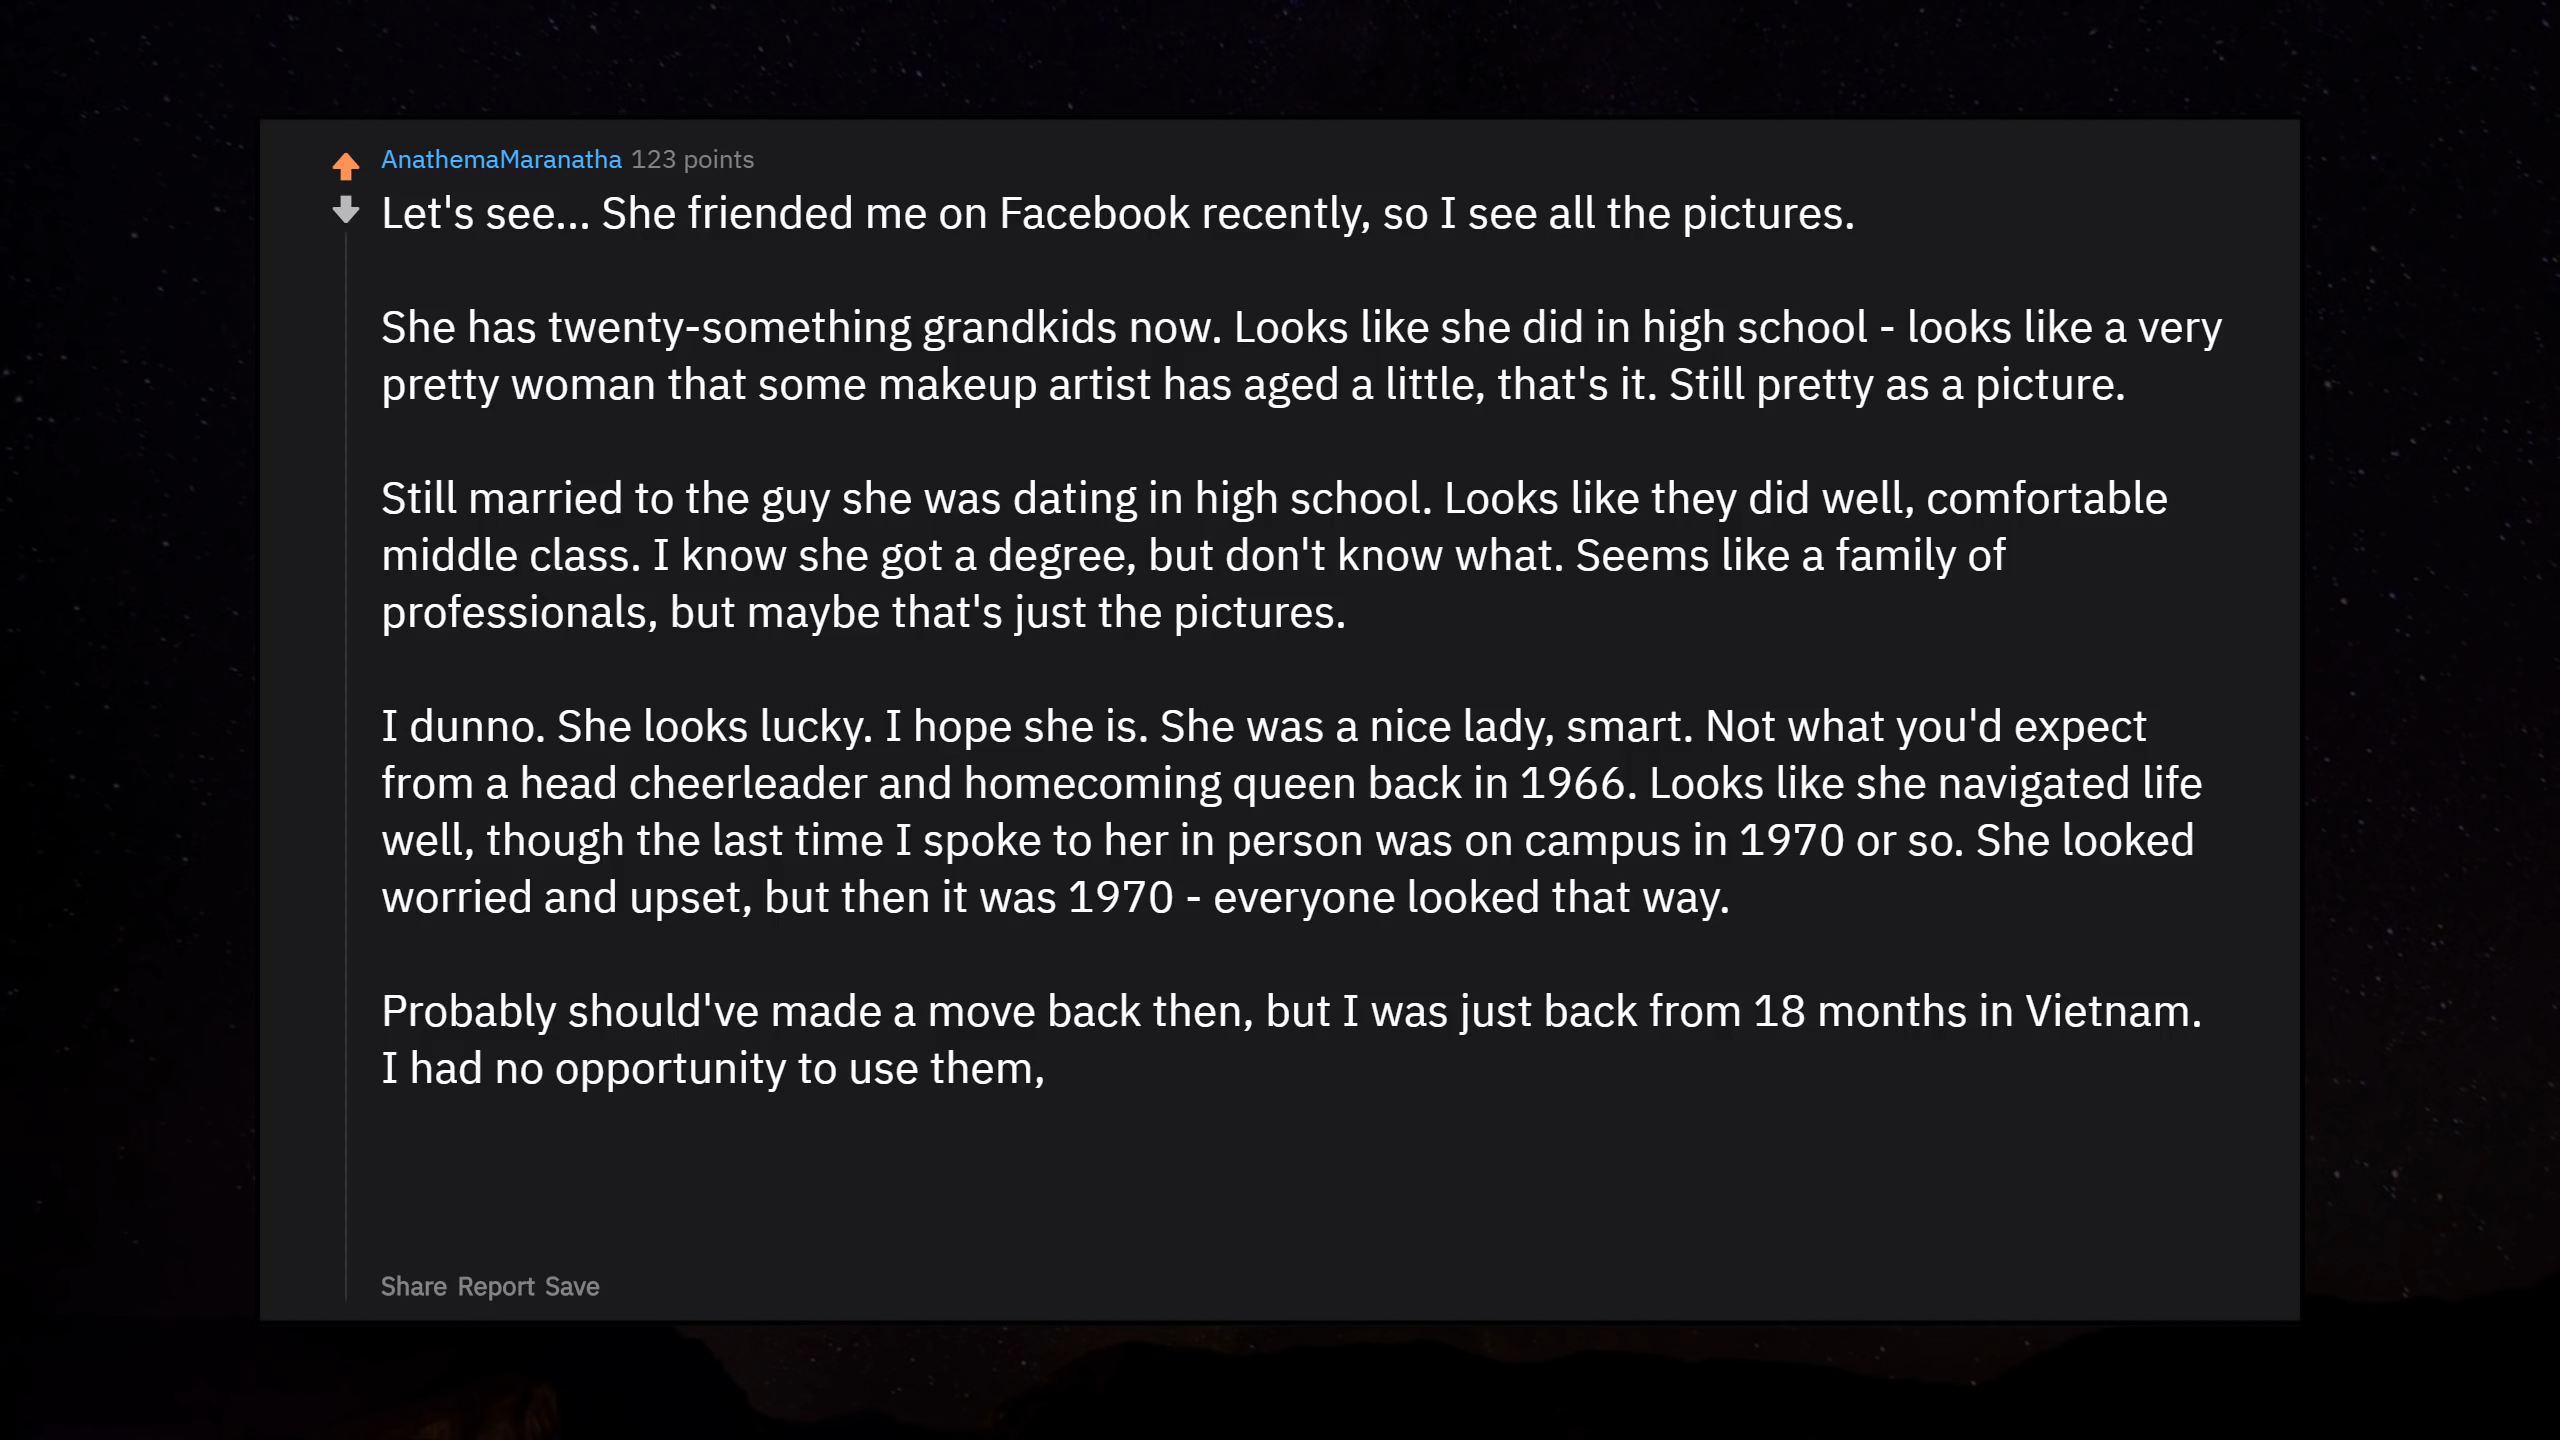 AnathemaMaranatha 123 points
Let's see... She friended me on Facebook recently, so I see all the pictures.
She has twenty-something grandkids now. Looks like she did in high school - looks like a very
pretty woman that some makeup artist has aged a little, that's it. Still pretty as a picture.
Still married to the guy she was dating in high school. Looks like they did well, comfortable
middle class. I know she got a degree, but don't know what. Seems like a family of
professionals, but maybe that's just the pictures.
I dunno. She looks lucky. I hope she is. She was a nice lady, smart. Not what you'd expect
from a head cheerleader and homecoming queen back in 1966. Looks like she navigated life
well, though the last time I spoke to her in person was on campus in 1970 or so. She looked
worried and upset, but then it was 1970 - everyone looked that way.
Probably should've made a move back then, but I was just back from 18 months in Vietnam.
I had no opportunity to use them,
Share Report Save